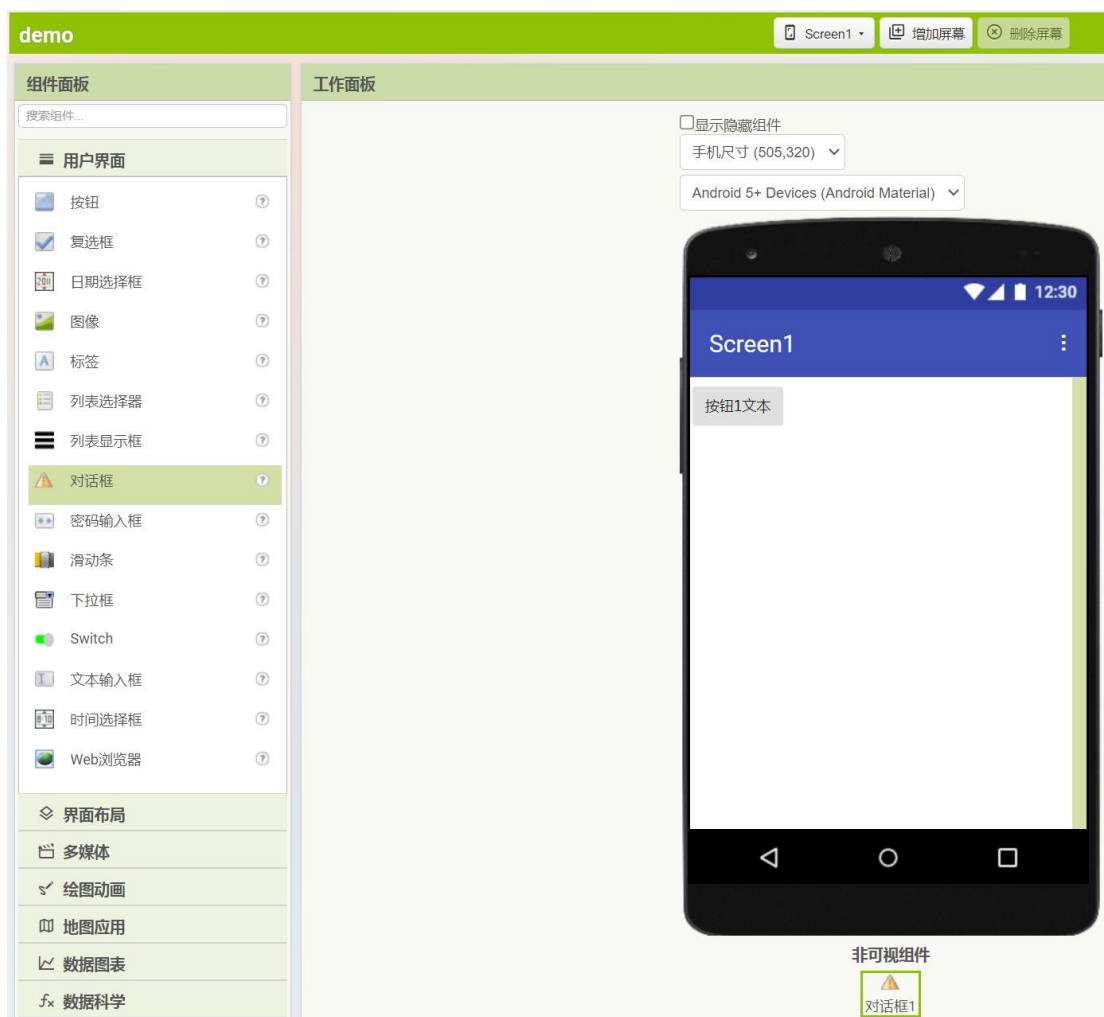 demo
Screen1
增加屏幕
删除屏幕
组件面板
搜索组件...
用户界面
按钮
复选框
日期选择框
图像
标签
列表选择器
列表显示框
对话框
密码输入框
滑动条
下拉框
Switch
文本输入框
时间选择框
Web浏览器
界面布局
多媒体
绘图动画
地图应用
数据图表
数据科学
工作面板
显示隐藏组件
手机尺寸 (505,320)
Android 5+ Devices (Android Material)
12:30
Screen1
按钮1文本
非可视组件
对话框1